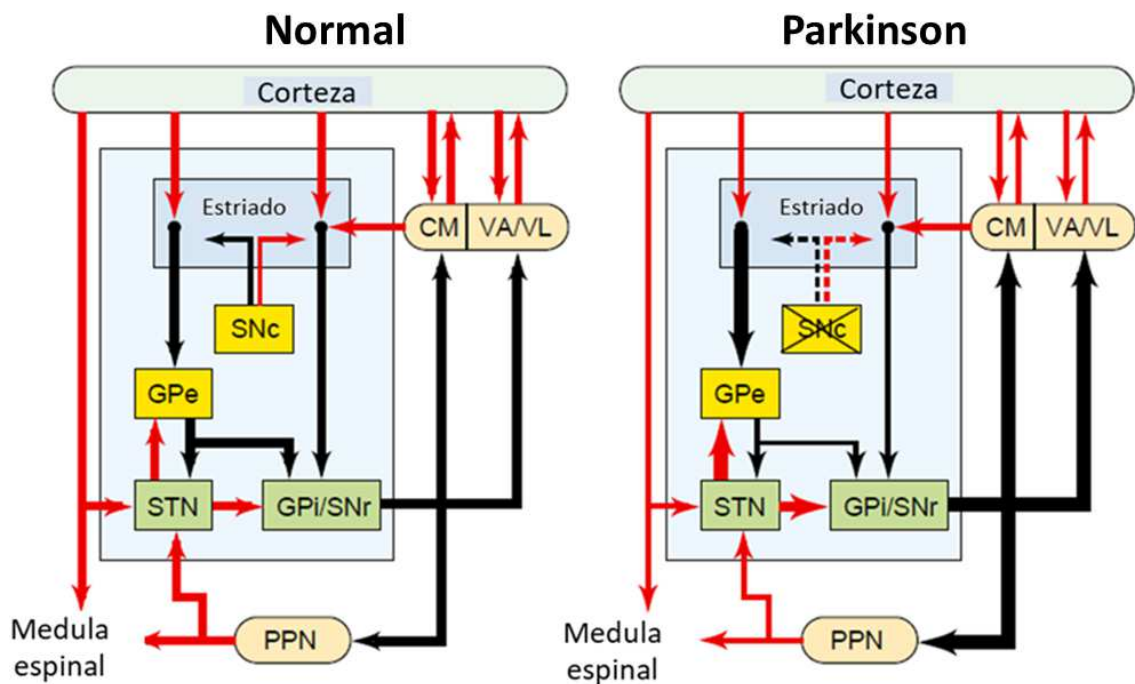 Normal
Corteza
Estriado
CM
VA/VL
SNc
GPe
STN
GPi/SNr
Medula
espinal
PPN
Parkinson
Corteza
Estriado
CM
VA/VL
SNc
GPe
STN
GPi/SNr
Medula
espinal
PPN